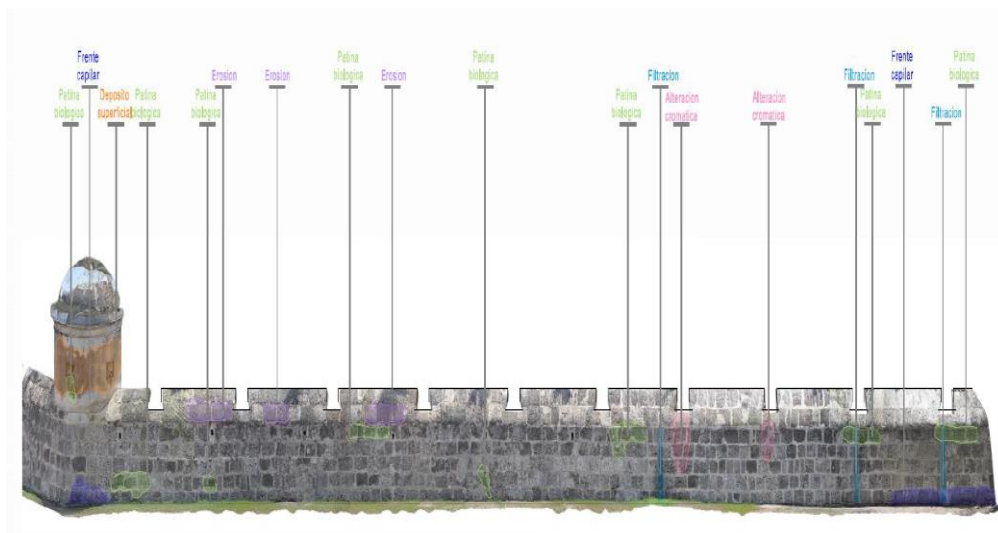 Frente
capilar
Patina
biologica
Deposito
superficial
Patina
biologica
Patina
biologica
Erosion
Erosion
Patina
biologica
Erosion
Patina
biologica
Patina
biologica
Filtracion
Alteracion
cromatica
Alteracion
cromatica
Filtracion
Patina
biologica
Frente
capilar
Filtracion
Patina
biologica